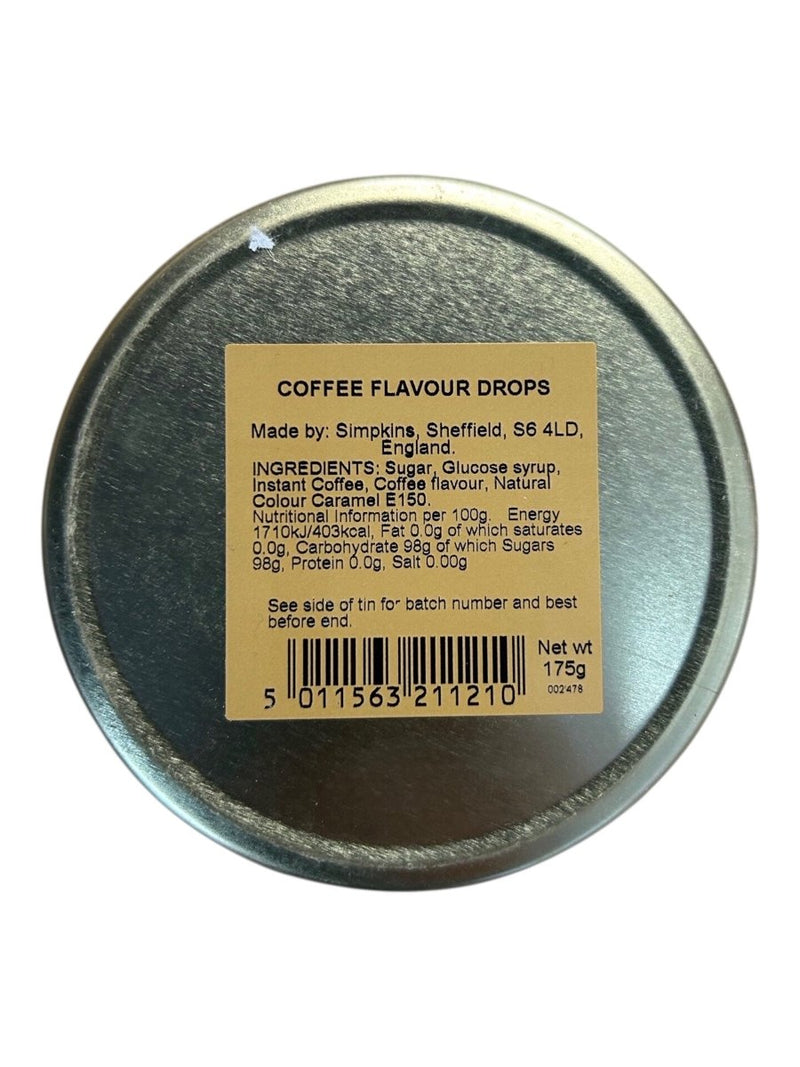 COFFEE FLAVOUR DROPS
Made by: Simpkins, Sheffield, S6 4LD,
England.
INGREDIENTS: Sugar, Glucose syrup,
Instant Coffee, Coffee flavour, Natural
Colour Caramel E150.
Nutritional Information per 100g. Energy
1710kJ/403kcal, Fat 0.0g of which saturates
0.0g, Carbohydrate 98g of which Sugars
98g, Protein 0.0g, Salt 0.00g
See side of tin for batch number and best
before end.
Net wt
175g
002478
5 011563 211210